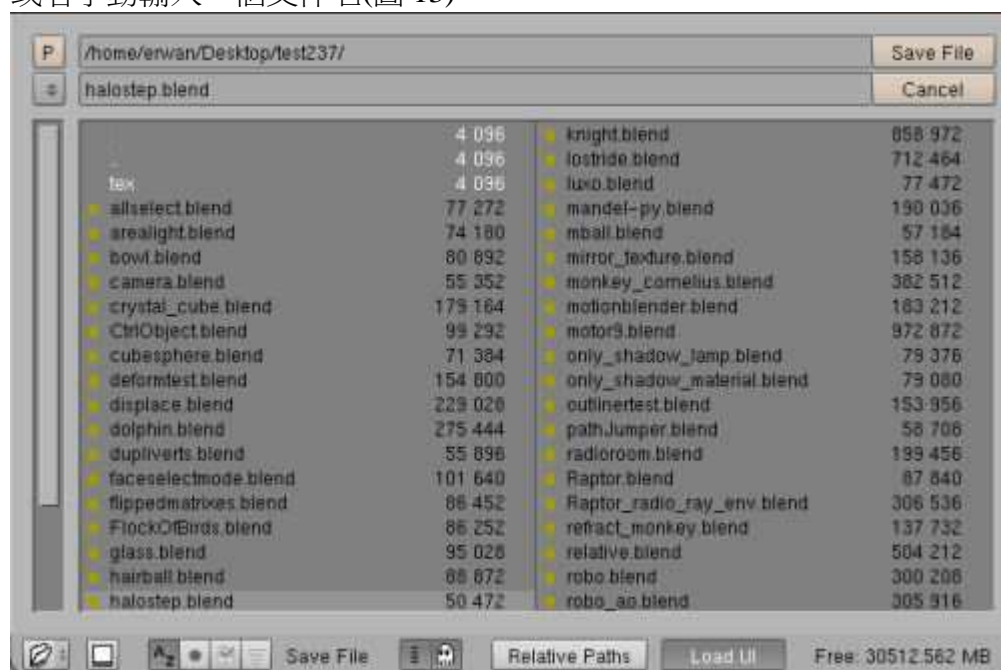 或者手動輸入一個文件名(圖 13)
P /home/erwan/Desktop/test237/ Save File
halostep.blend Cancel
. 4 096
.. 4 096
tex 4 096
allselect.blend 77 272
arealight.blend 74 180
bowl.blend 80 892
camera.blend 55 352
crystal_cube.blend 179 164
CtrlObject.blend 99 292
cubesphere.blend 71 384
deformtest.blend 154 800
displace.blend 229 028
dolphin.blend 275 444
dupliverts.blend 55 896
faceselectmode.blend 101 640
flippedmatrixes.blend 86 452
FlockOfBirds.blend 86 252
glass.blend 95 028
hairball.blend 88 872
halostep.blend 50 472
knight.blend 858 972
lostride.blend 712 464
luxo.blend 77 472
mandel-py.blend 190 036
mball.blend 57 184
mirror_texture.blend 158 136
monkey_cornelius.blend 382 512
motionblender.blend 183 212
motor9.blend 972 872
only_shadow_lamp.blend 79 376
only_shadow_material.blend 79 080
outlinertest.blend 153 956
pathJumper.blend 58 708
radioroom.blend 199 456
Raptor.blend 87 840
Raptor_radio_ray_env.blend 306 536
refract_monkey.blend 137 732
relative.blend 504 212
robo.blend 300 208
robo_ao.blend 305 916
Save File Relative Paths Load UI Free: 30512.562 MB